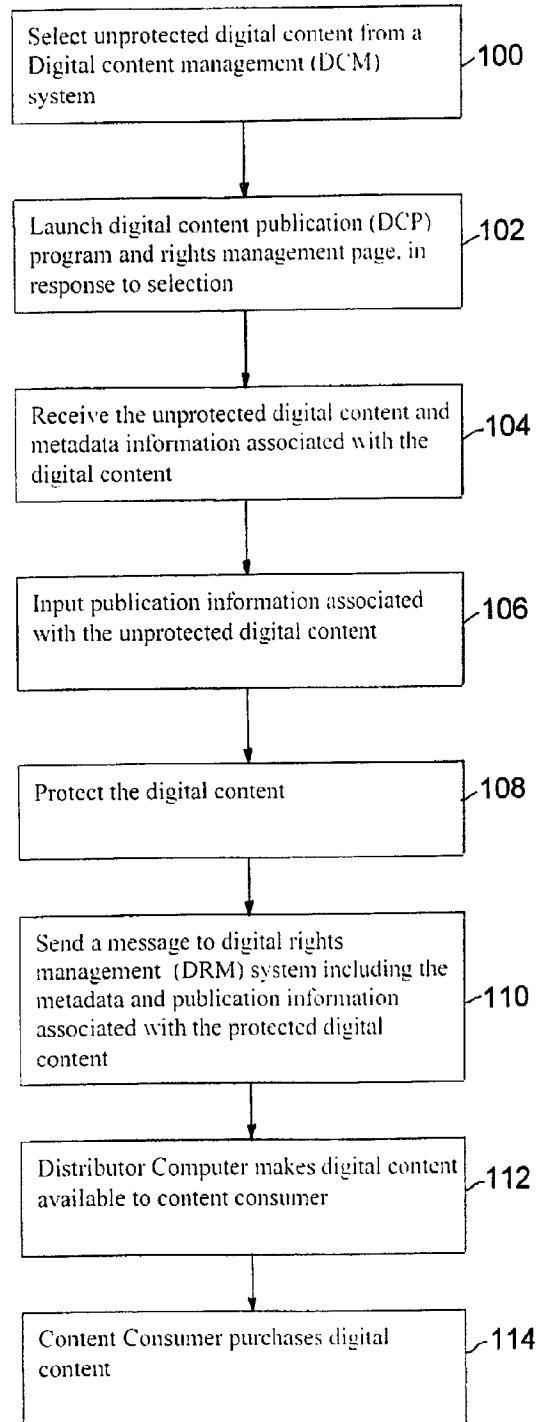 Select unprotected digital content from a
Digital content management (DCM)
system
100
Launch digital content publication (DCP)
program and rights management page, in
response to selection
102
Receive the unprotected digital content and
metadata information associated with the
digital content
104
Input publication information associated
with the unprotected digital content
106
Protect the digital content
108
Send a message to digital rights
management (DRM) system including the
metadata and publication information
associated with the protected digital
content
110
Distributor Computer makes digital content
available to content consumer
112
Content Consumer purchases digital
content
114